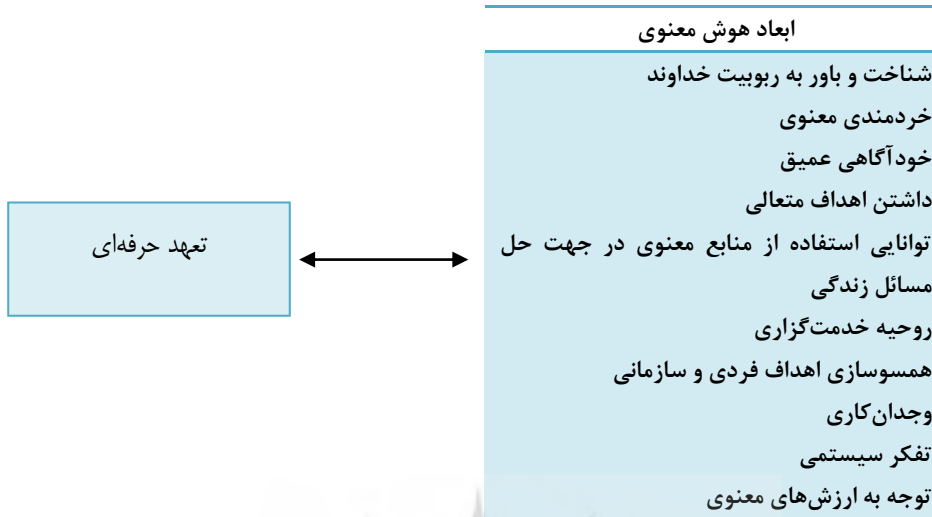 ابعاد هوش معنوی
شناخت و باور به ربوبیت خداوند
خردمندی معنوی
خودآگاهی عمیق
داشتن اهداف متعالی
توانایی استفاده از منابع معنوی در جهت حل
مسائل زندگی
روحیه خدمت‌گزاری
همسوسازی اهداف فردی و سازمانی
وجدان‌کاری
تفکر سیستمی
توجه به ارزش‌های معنوی
تعهد حرفه‌ای